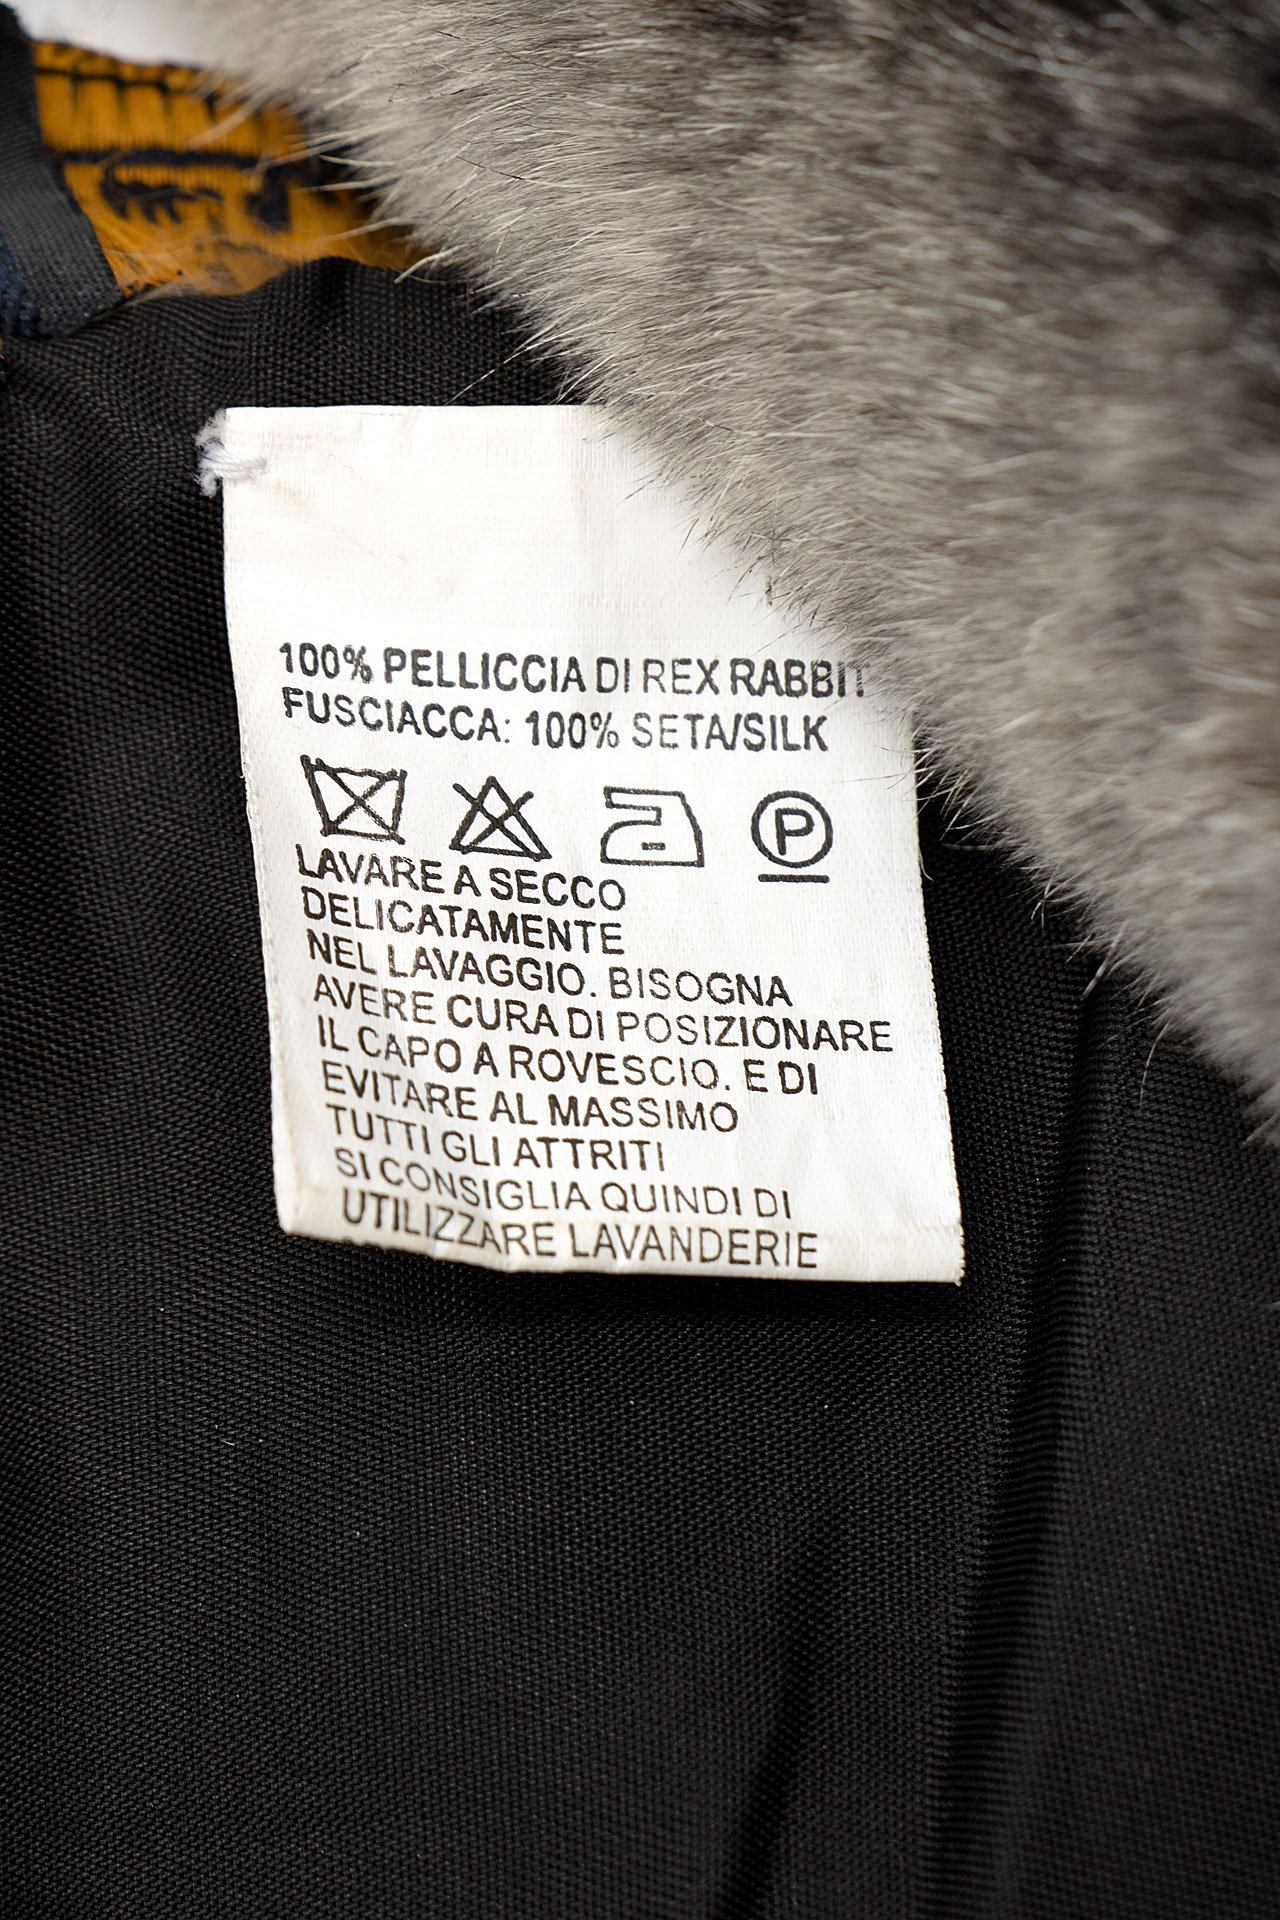 100% PELLICCIA DI REX RABBIT
FUSCIACCA: 100% SETA/SILK
P
LAVARE A SECCO
DELICATAMENTE
NEL LAVAGGIO. BISOGNA
AVERE CURA DI POSIZIONARE
IL CAPO A ROVESCIO. E DI
EVITARE AL MASSIMO
TUTTI GLI ATTRITI
SI CONSIGLIA QUINDI DI
UTILIZZARE LAVANDERIE